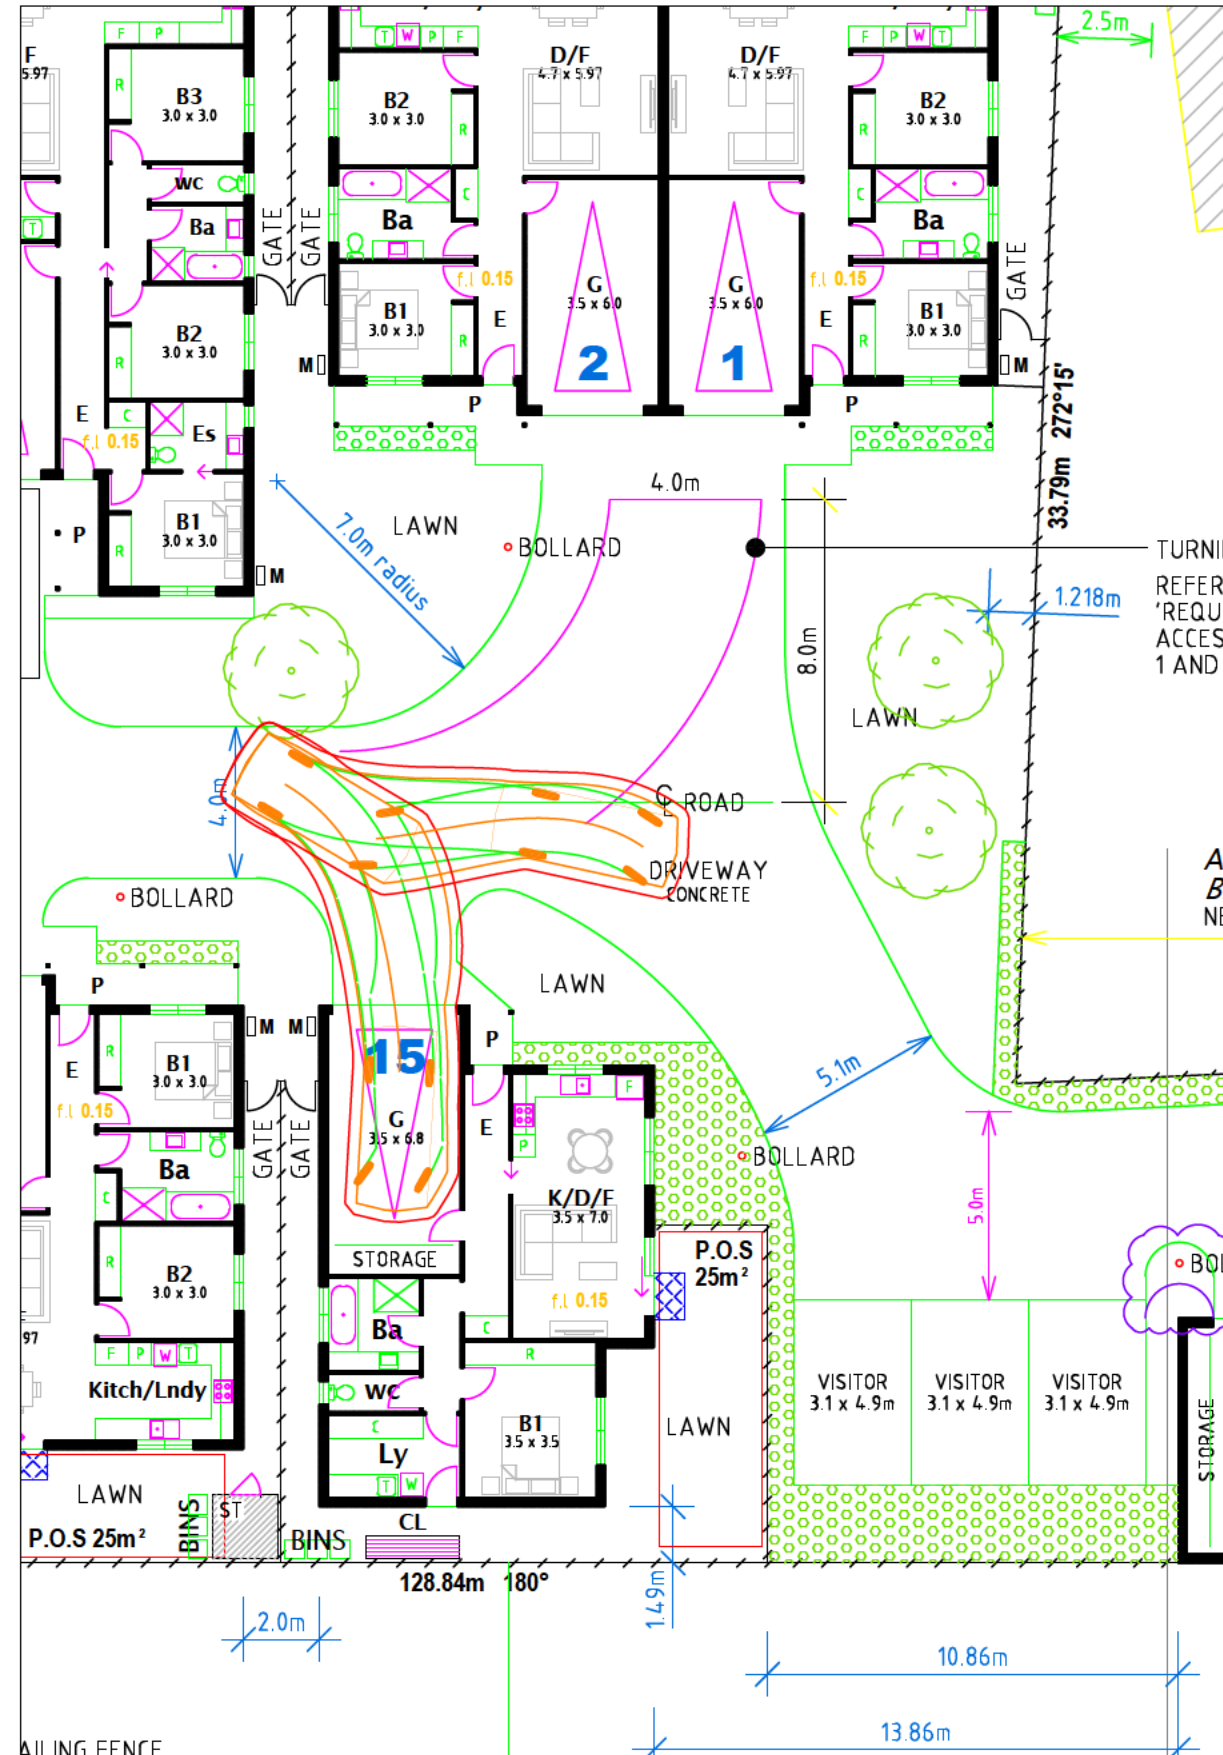 F P
T W P F
F P W T
2.5m
F
5.97
D/F
4.7 x 5.97
D/F
4.7 x 5.97
R
B3
3.0 x 3.0
B2
3.0 x 3.0
R
B2
3.0 x 3.0
R
WC
T
Ba
C
Ba
C
Ba
GATE
GATE
GATE
f.l 0.15
G
3.5 x 6.0
G
3.5 x 6.0
f.l 0.15
B2
3.0 x 3.0
R
B1
3.0 x 3.0
R
E
2
1
E
R
B1
3.0 x 3.0
M
M
P
P
E
f.l 0.15
C
Es
33.79m 272°15'
4.0m
P
R
B1
3.0 x 3.0
M
7.0m radius
LAWN
BOLLARD
8.0m
1.218m
REFER
ACCESS
1 AND
LAWN
4.0m
C
L ROAD
DRIVEWAY
CONCRETE
BOLLARD
A
B
P
LAWN
M M
P
E
R
B1
3.0 x 3.0
f.l 0.15
15
G
3.5 x 6.8
E
F
P
5.1m
BOLLARD
GATE
GATE
Ba
C
K/D/F
3.5 x 7.0
5.0m
STORAGE
P.O.S
25m²
R
B2
3.0 x 3.0
f.l 0.15
97
Ba
C
F P W T
Kitch/Lndy
WC
R
VISITOR
3.1 x 4.9m
VISITOR
3.1 x 4.9m
VISITOR
3.1 x 4.9m
C
Ly
T W
B1
3.5 x 3.5
LAWN
STORAGE
LAWN
P.O.S 25m²
BINS
ST
BINS
CL
128.84m 180°
1.49m
2.0m
10.86m
13.86m